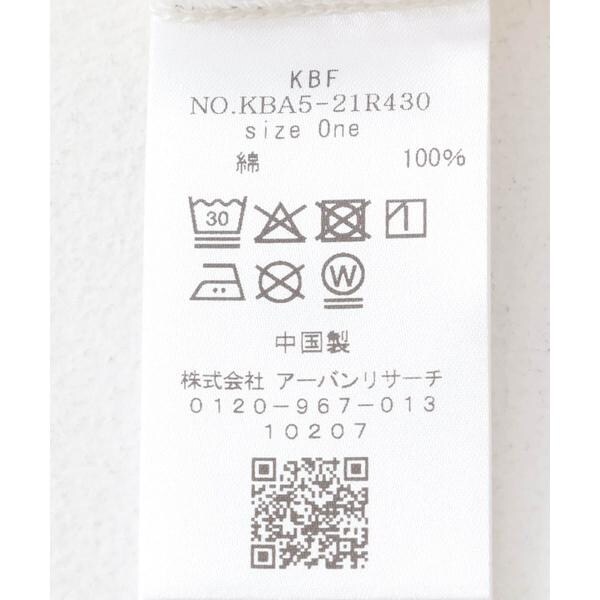 KBF
NO.KBA5-21R430
size One
綿 100%
30
W
中国製
株式会社 アーバンリサーチ
0120-967-013
10207